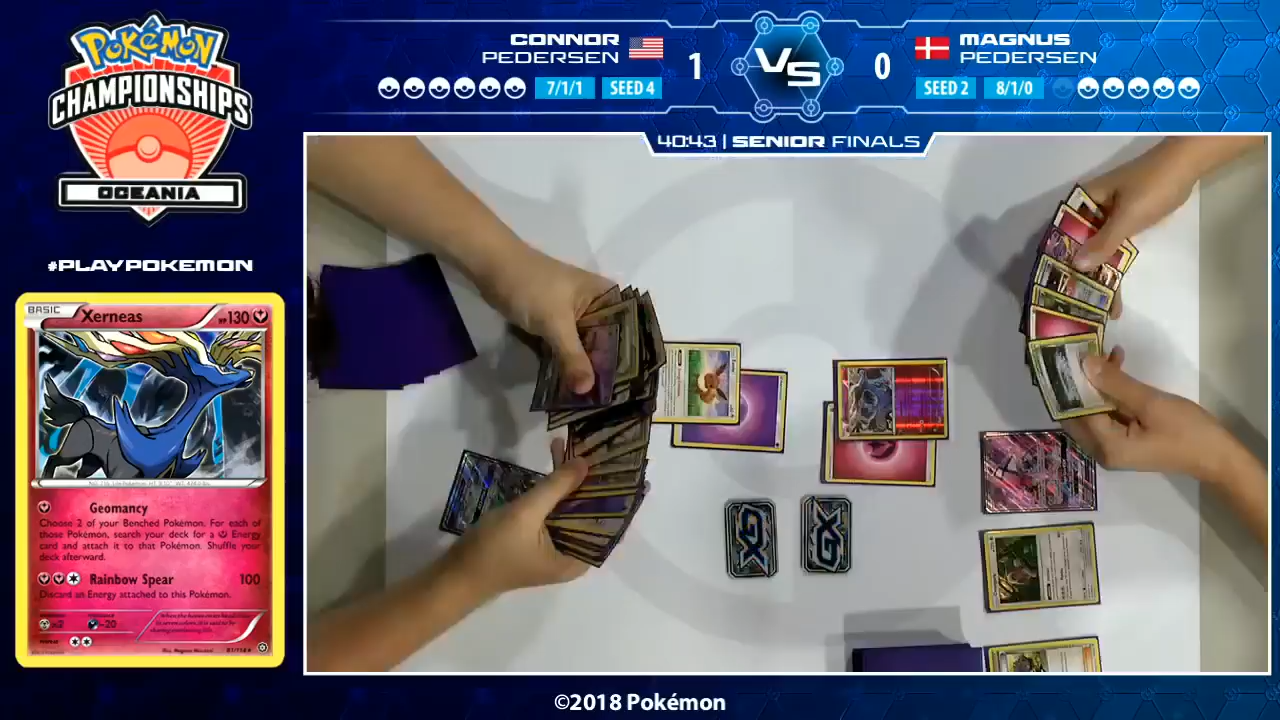 POKÉMON
CHAMPIONSHIPS
OCEANIA
#PLAYPOKEMON
CONNOR
PEDERSEN
7/1/1
SEED 4
1
VS
0
MAGNUS
PEDERSEN
SEED 2
8/1/0
40:43 | SENIOR FINALS
BASIC
Xerneas
HP130
Geomancy
Choose 2 of your Benched Pokémon. For each of
those Pokémon, search your deck for a Energy
card and attach it to that Pokémon. Shuffle your
deck afterward.
Rainbow Spear 100
Discard an Energy attached to this Pokémon.
×2
-20
GX
GX
©2018 Pokémon